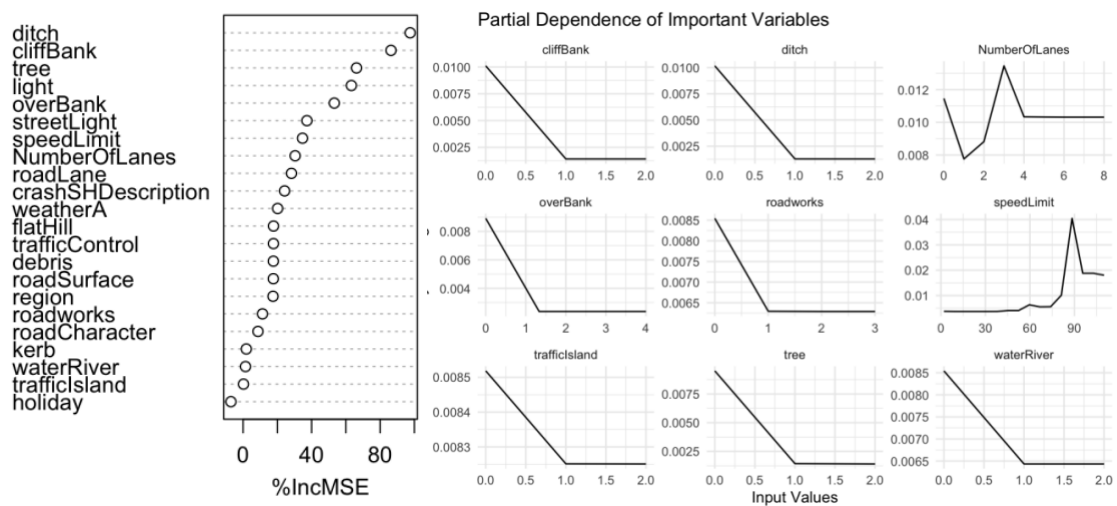 ditch
cliffBank
tree
light
overBank
streetLight
speedLimit
NumberOfLanes
roadLane
crashSHDescription
weatherA
flatHill
trafficControl
debris
roadSurface
region
roadworks
roadCharacter
kerb
waterRiver
trafficIsland
holiday
0 40 80
%IncMSE
Partial Dependence of Important Variables
cliffBank ditch NumberOfLanes
0.0100
0.0075
0.0050
0.0025
0.0 0.5 1.0 1.5 2.0
0.0100
0.0075
0.0050
0.0025
0.0 0.5 1.0 1.5 2.0
0.012
0.010
0.008
0 2 4 6 8
overBank roadworks speedLimit
0.008
0.006
0.004
0 1 2 3 4
0.0085
0.0080
0.0075
0.0070
0.0065
0 1 2 3
0.04
0.03
0.02
0.01
0 30 60 90
trafficIsland tree waterRiver
0.0085
0.0084
0.0083
0.0 0.5 1.0 1.5 2.0
0.0075
0.0050
0.0025
0.0 0.5 1.0 1.5 2.0
0.0085
0.0080
0.0075
0.0070
0.0065
0.0 0.5 1.0 1.5 2.0
Input Values